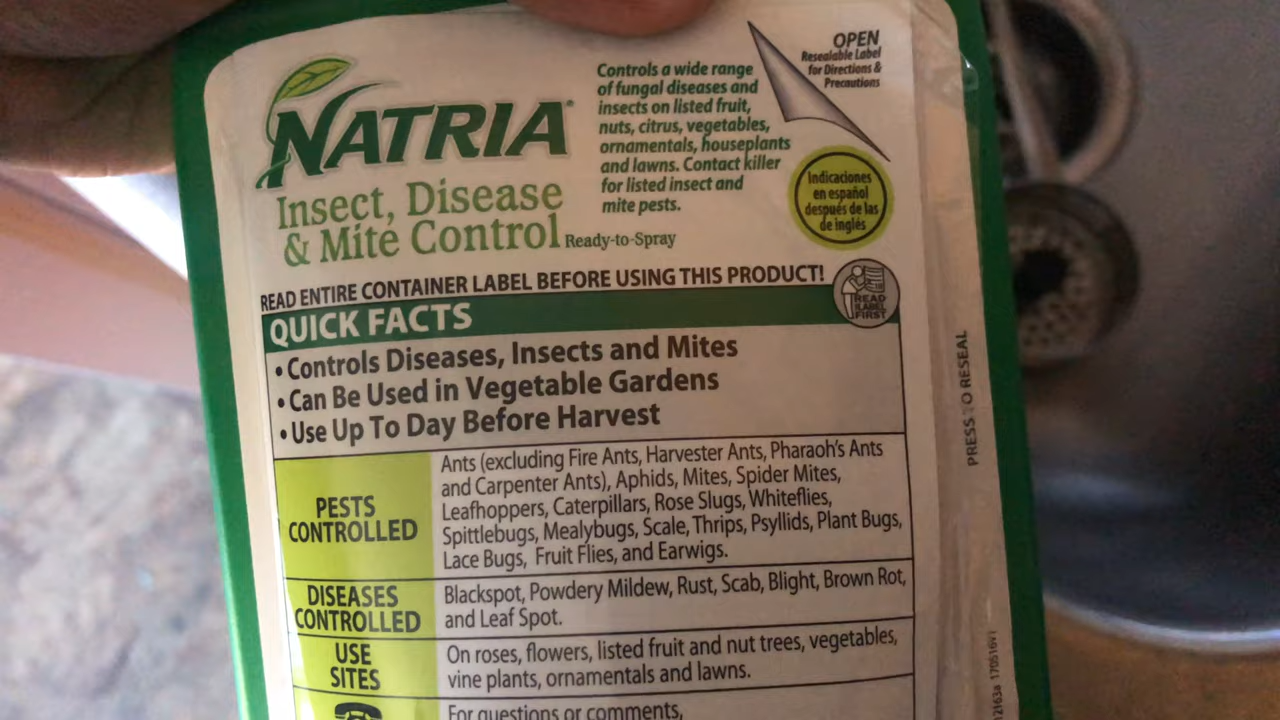 NATRIA®
Insect, Disease
& Mite Control Ready-to-Spray
Controls a wide range
of fungal diseases and
insects on listed fruit,
nuts, citrus, vegetables,
ornamentals, houseplants
and lawns. Contact killer
for listed insect and
mite pests.
OPEN
Resealable Label
for Directions &
Precautions
Indicaciones
en español
después de las
de inglés
READ ENTIRE CONTAINER LABEL BEFORE USING THIS PRODUCT!
READ
LABEL
FIRST
QUICK FACTS
• Controls Diseases, Insects and Mites
• Can Be Used in Vegetable Gardens
• Use Up To Day Before Harvest
PESTS
CONTROLLED
Ants (excluding Fire Ants, Harvester Ants, Pharaoh's Ants
and Carpenter Ants), Aphids, Mites, Spider Mites,
Leafhoppers, Caterpillars, Rose Slugs, Whiteflies,
Spittlebugs, Mealybugs, Scale, Thrips, Psyllids, Plant Bugs,
Lace Bugs, Fruit Flies, and Earwigs.
DISEASES
CONTROLLED
Blackspot, Powdery Mildew, Rust, Scab, Blight, Brown Rot,
and Leaf Spot.
USE
SITES
On roses, flowers, listed fruit and nut trees, vegetables,
vine plants, ornamentals and lawns.
For questions or comments,
PRESS TO RESEAL